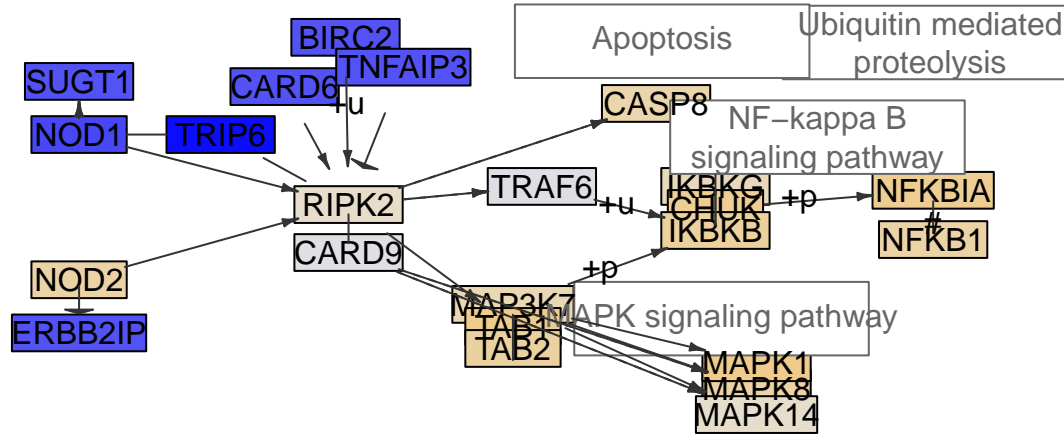 Apoptosis
Ubiquitin mediated
proteolysis
BIRC2
TNFAIP3
SUGT1
CARD6
+u
CASP8
NOD1
TRIP6
NF−kappa B
signaling pathway
RIPK2
TRAF6
IKBKG
CHUK
IKBKB
+u
+p
NFKBIA
#
NFKB1
CARD9
NOD2
+p
ERBB2IP
MAP3K7
TAB1
TAB2
MAPK signaling pathway
MAPK1
MAPK8
MAPK14